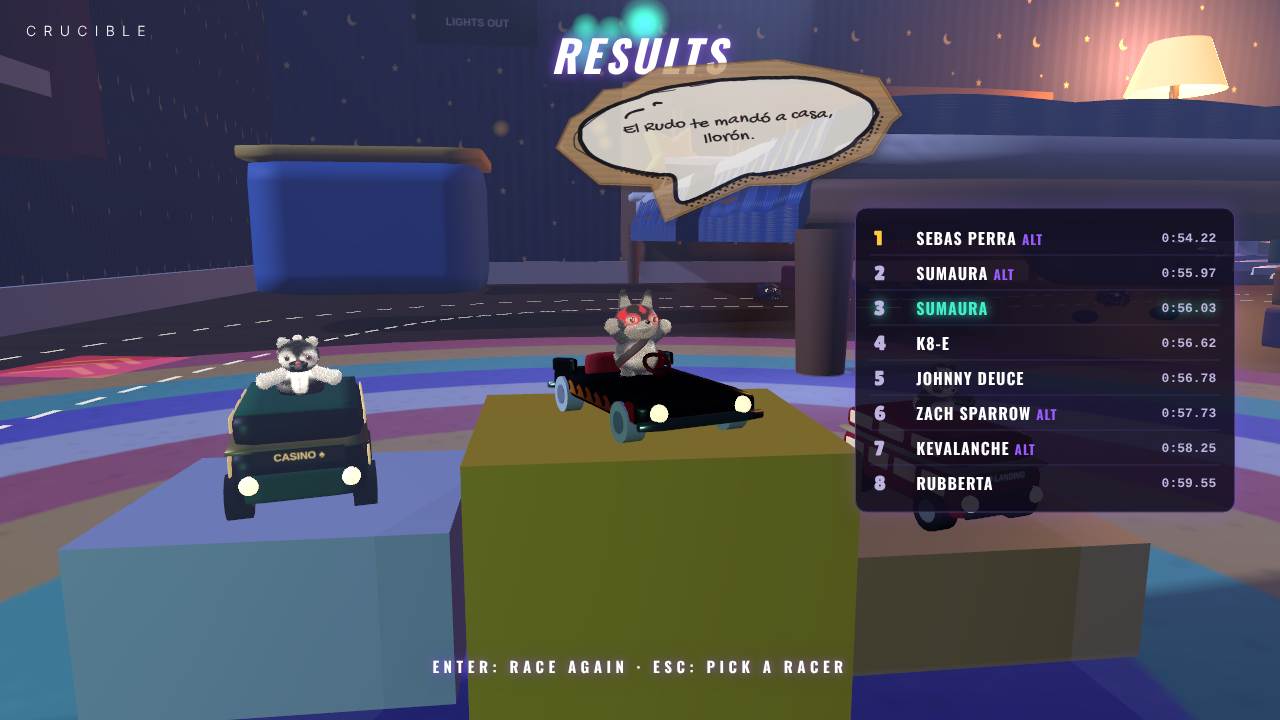 CRUCIBLE
LIGHTS OUT
RESULTS
El Rudo te mandó a casa,
llorón.
1 SEBAS PERRA ALT 0:54.22
2 SUMAURA ALT 0:55.97
3 SUMAURA 0:56.03
4 K8-E 0:56.62
5 JOHNNY DEUCE 0:56.78
6 ZACH SPARROW ALT 0:57.73
7 KEVALANCHE ALT 0:58.25
8 RUBBERTA 0:59.55
CASINO ♠
LANDING
ENTER: RACE AGAIN · ESC: PICK A RACER